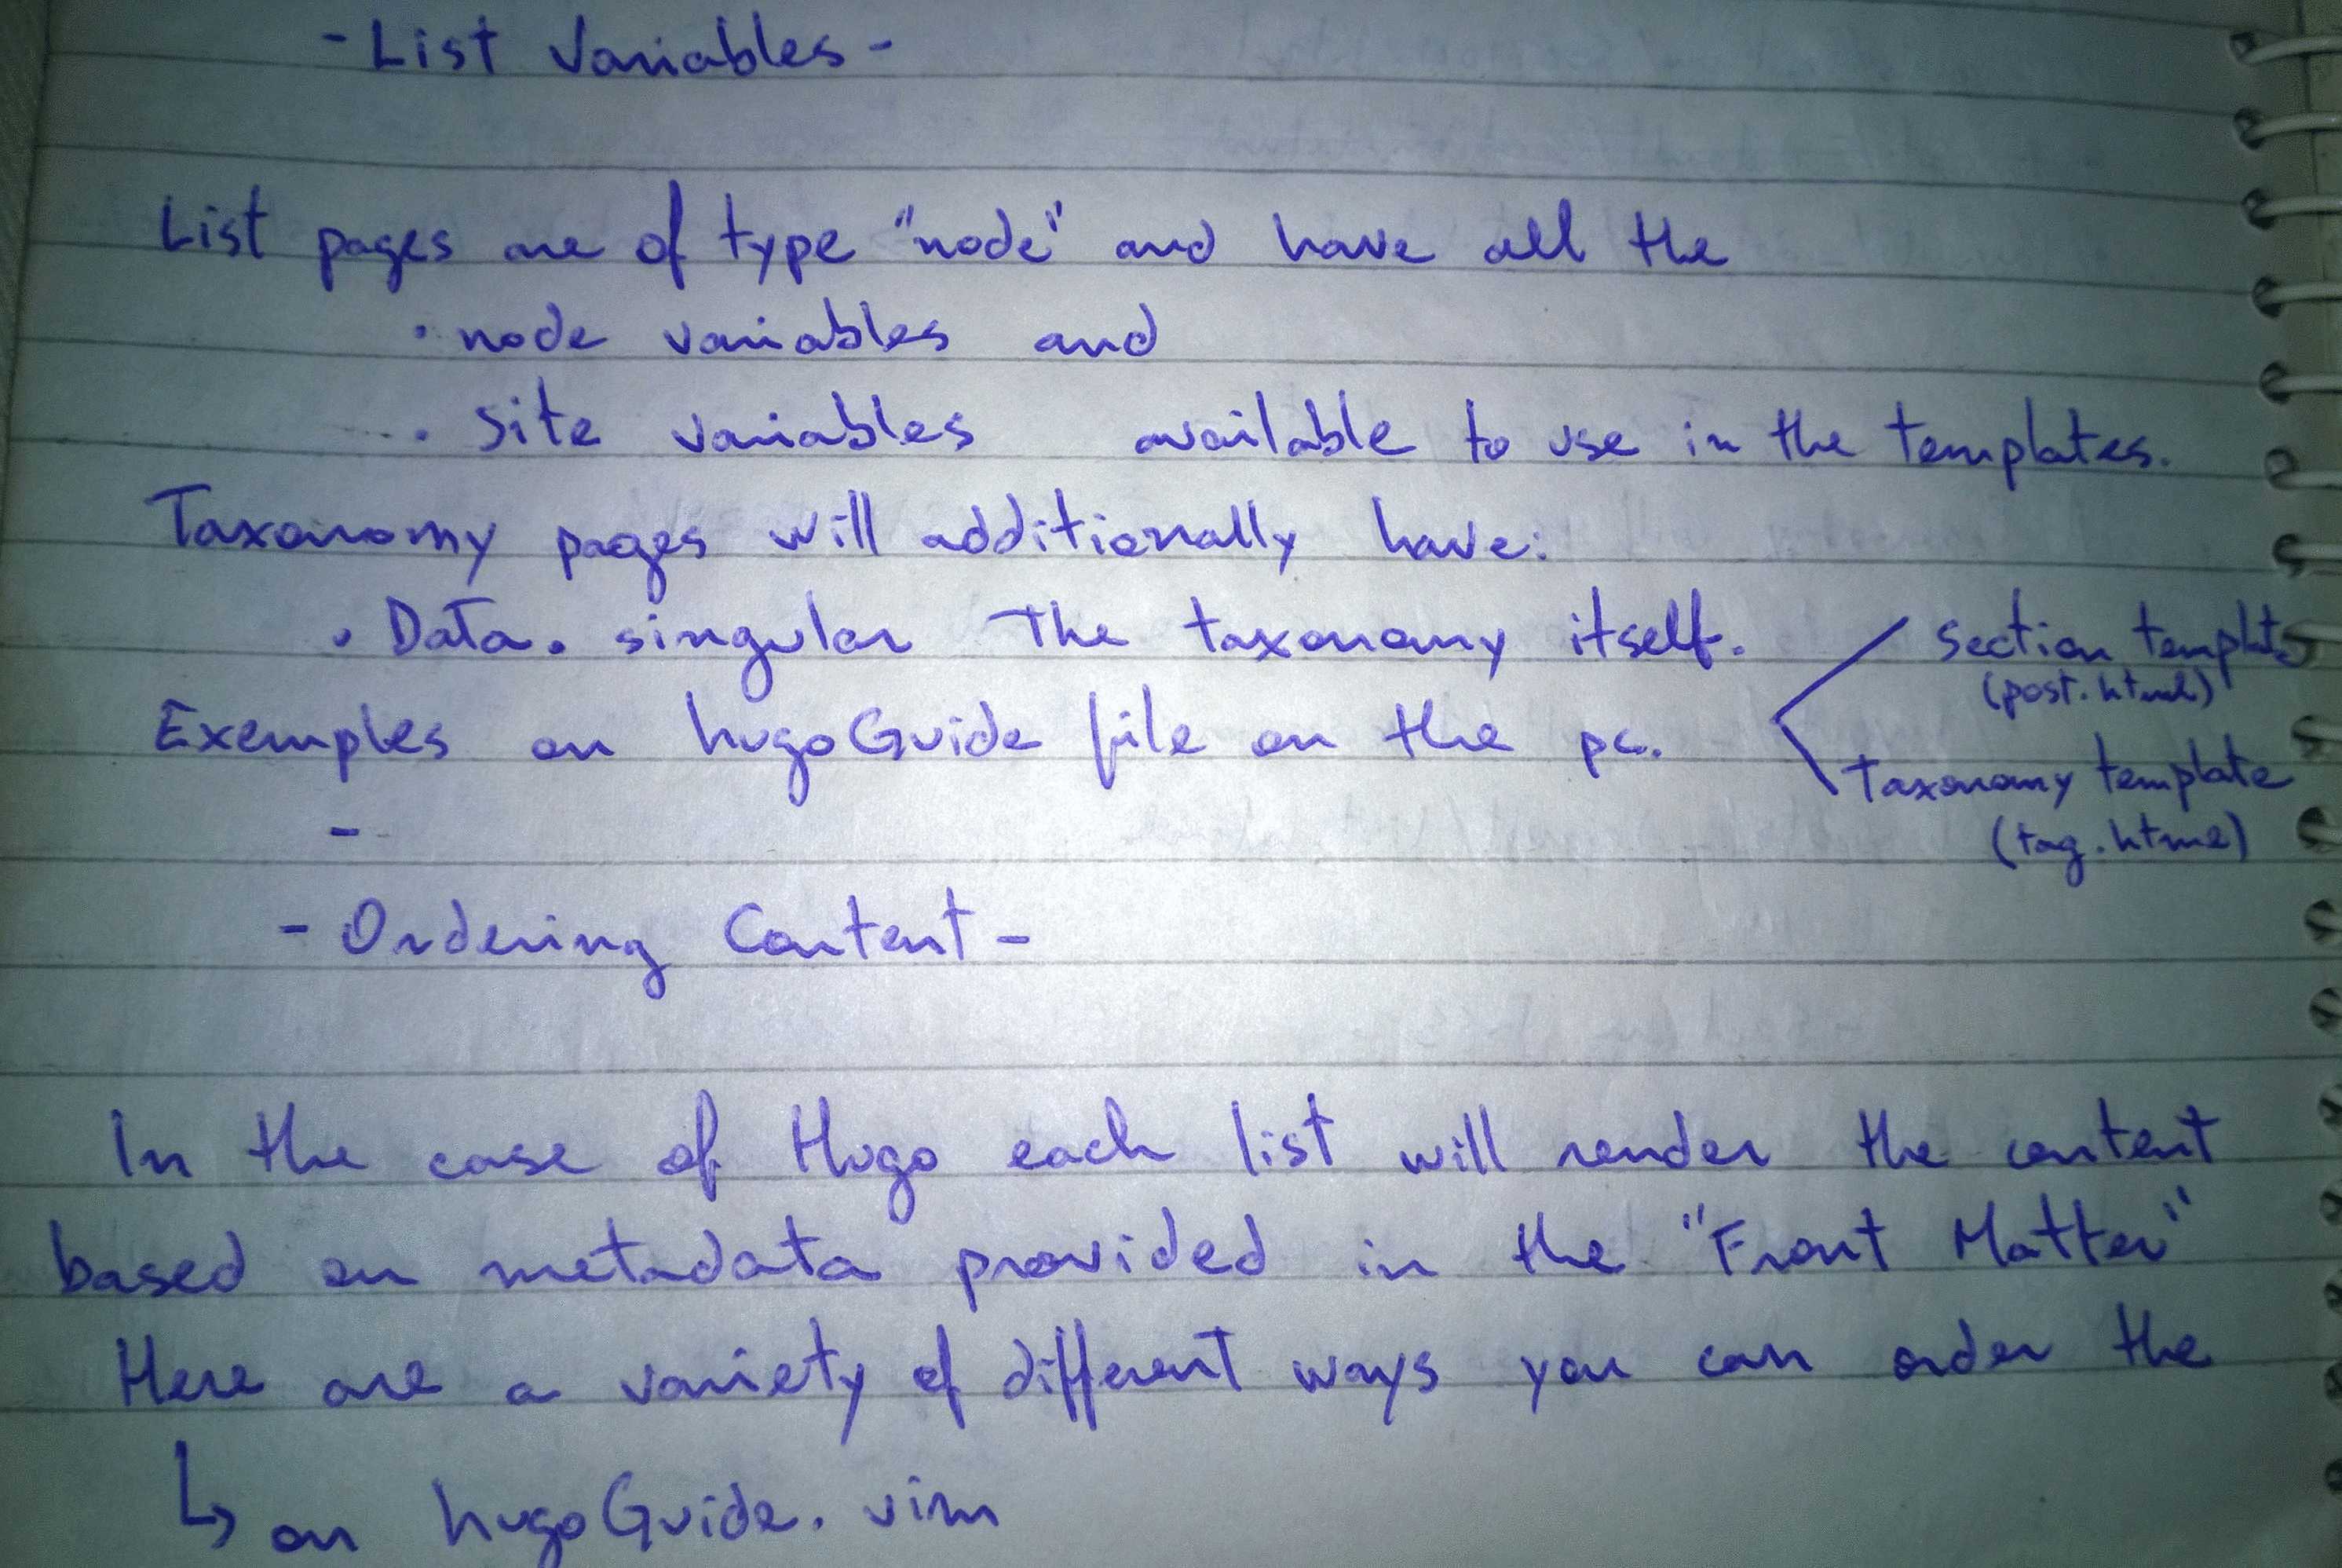 - List Variables -
List pages are of type "node" and have all the
· node variables and
· Site variables available to use in the templates.
Taxonomy pages will additionally have:
· Data. singular The taxonomy itself.
Exemples on hugoGuide file on the pc.
section template
(post.html)
taxonomy template
(tag.html)
-
- Ordering Content -
In the case of Hugo each list will render the content
based on metadata provided in the "Front Matter"
Here are a variety of different ways you can order the
↳ on hugoGuide. vim